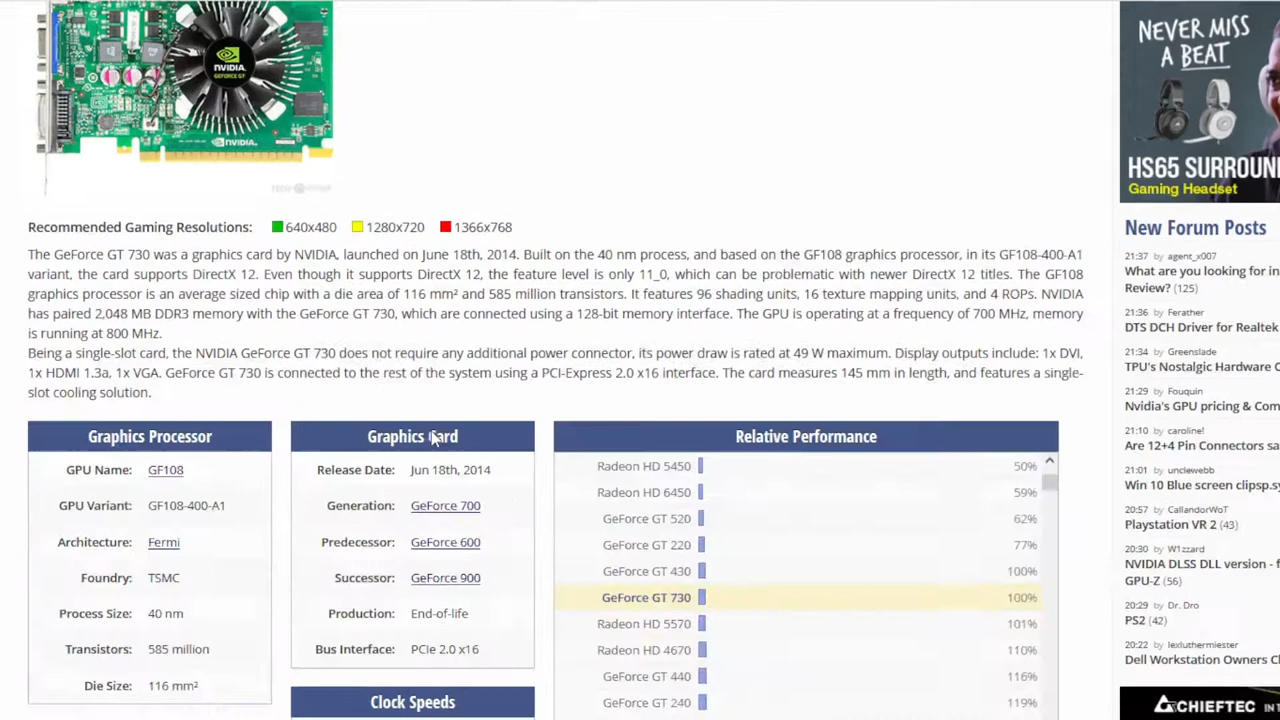 NVIDIA
GEFORCE GT
NVIDIA.
Recommended Gaming Resolutions: 640x480 1280x720 1366x768
The GeForce GT 730 was a graphics card by NVIDIA, launched on June 18th, 2014. Built on the 40 nm process, and based on the GF108 graphics processor, in its GF108-400-A1
variant, the card supports DirectX 12. Even though it supports DirectX 12, the feature level is only 11_0, which can be problematic with newer DirectX 12 titles. The GF108
graphics processor is an average sized chip with a die area of 116 mm² and 585 million transistors. It features 96 shading units, 16 texture mapping units, and 4 ROPs. NVIDIA
has paired 2,048 MB DDR3 memory with the GeForce GT 730, which are connected using a 128-bit memory interface. The GPU is operating at a frequency of 700 MHz, memory
is running at 800 MHz.
Being a single-slot card, the NVIDIA GeForce GT 730 does not require any additional power connector, its power draw is rated at 49 W maximum. Display outputs include: 1x DVI,
1x HDMI 1.3a, 1x VGA. GeForce GT 730 is connected to the rest of the system using a PCI-Express 2.0 x16 interface. The card measures 145 mm in length, and features a single-
slot cooling solution.
Graphics Processor
GPU Name: GF108
GPU Variant: GF108-400-A1
Architecture: Fermi
Foundry: TSMC
Process Size: 40 nm
Transistors: 585 million
Die Size: 116 mm²
Graphics Card
Release Date: Jun 18th, 2014
Generation: GeForce 700
Predecessor: GeForce 600
Successor: GeForce 900
Production: End-of-life
Bus Interface: PCIe 2.0 x16
Clock Speeds
Relative Performance
Radeon HD 5450 50%
Radeon HD 6450 59%
GeForce GT 520 62%
GeForce GT 220 77%
GeForce GT 430 100%
GeForce GT 730 100%
Radeon HD 5570 101%
Radeon HD 4670 110%
GeForce GT 440 116%
GeForce GT 240 119%
NEVER MISS
A BEAT
HS65 SURROUN
Gaming Headset
New Forum Posts
21:37 by agent_x007
What are you looking for in
Review? (125)
21:36 by Ferather
DTS DCH Driver for Realtek
21:34 by Greenslade
TPU's Nostalgic Hardware C
21:29 by Fouquin
Nvidia's GPU pricing & Com
21:10 by caroline!
Are 12+4 Pin Connectors sa
21:01 by unclewebb
Win 10 Blue screen clipsp.sy
20:57 by CallandorWoT
Playstation VR 2 (43)
20:30 by W1zzard
NVIDIA DLSS DLL version - f
GPU-Z (56)
20:29 by Dr. Dro
PS2 (42)
20:22 by lexluthermiester
Dell Workstation Owners Cl
CHIEFTEC